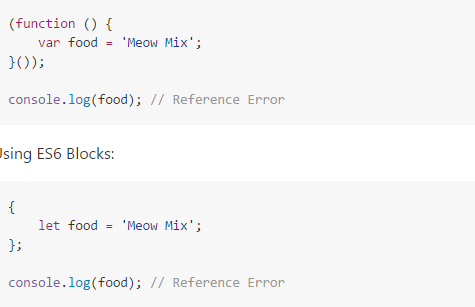 (function () {
    var food = 'Meow Mix';
}());
console.log(food); // Reference Error
Using ES6 Blocks:
{
    let food = 'Meow Mix';
};
console.log(food); // Reference Error